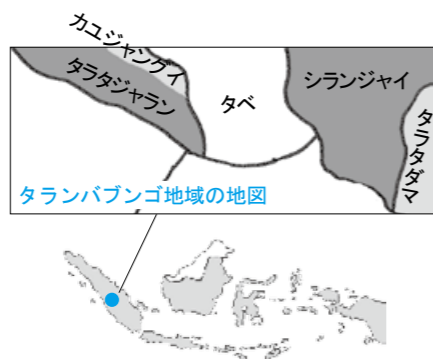 カユジャングイ
タラタジャラン
タベ
シランジャイ
タラタダマ
タランバブンゴ地域の地図